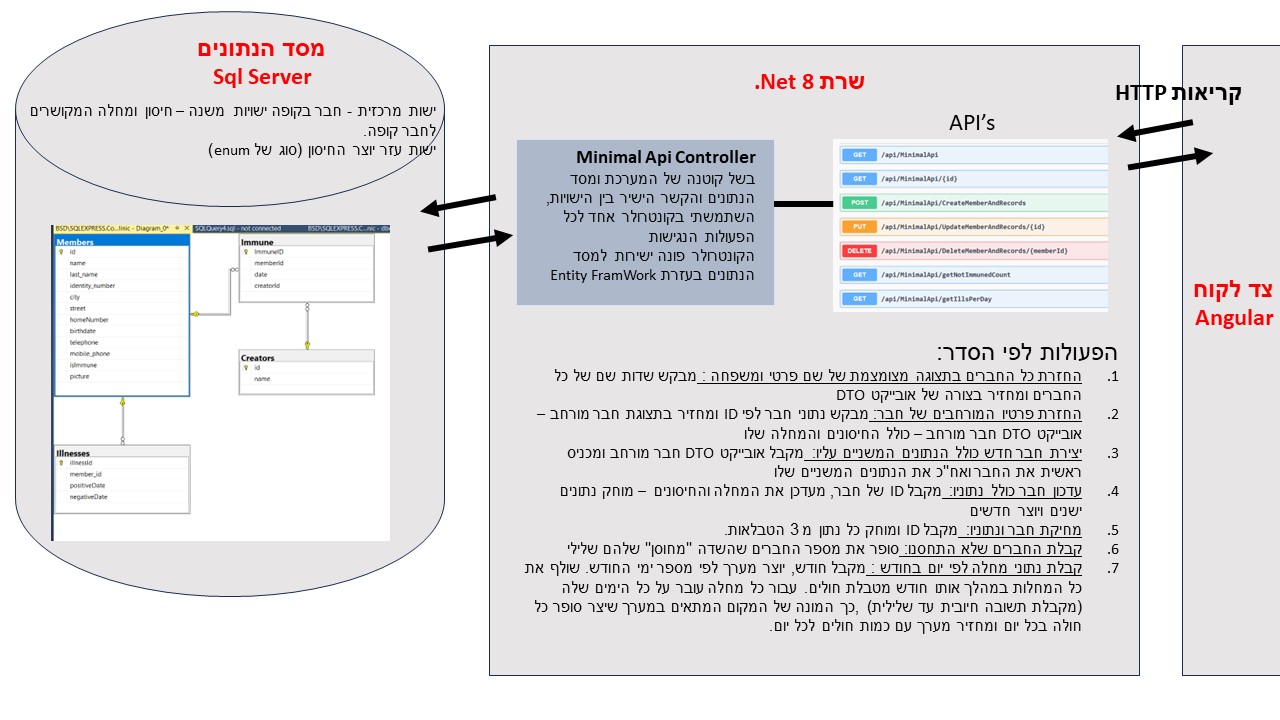 מסד הנתונים
Sql Server
ישות מרכזית - חבר בקופה ישויות משנה – חיסון ומחלה המקושרים
לחבר קופה.
ישות עזר יוצר החיסון (סוג של enum)
BSD\SQLEXPRESS.Co...linic - Diagram_0*
SQLQuery4.sql - not connected
BSD\SQLEXPRESS.C...nic - dbo
Members
id
name
last_name
identity_number
city
street
homeNumber
birthdate
telephone
mobile_phone
isImmune
picture
Immune
ImmuneID
memberId
date
creatorId
Creators
id
name
Illnesses
illnessId
member_id
positiveDate
negativeDate
שרת Net 8.
Minimal Api Controller
בשל קוטנה של המערכת ומסד
הנתונים והקשר הישיר בין הישויות,
השתמשתי בקונטרולר אחד לכל
הפעולות הנגישות
הקונטרלר פונה ישירות למסד
הנתונים בעזרת Entity FramWork
API’s
GET /api/MinimalApi
GET /api/MinimalApi/{id}
POST /api/MinimalApi/CreateMemberAndRecords
PUT /api/MinimalApi/UpdateMemberAndRecords/{id}
DELETE /api/MinimalApi/DeleteMemberAndRecords/{memberId}
GET /api/MinimalApi/getNotImmunedCount
GET /api/MinimalApi/getIllsPerDay
הפעולות לפי הסדר:
1. החזרת כל החברים בתצוגה מצומצמת של שם פרטי ומשפחה : מבקש שדות שם של כל
החברים ומחזיר בצורה של אובייקט DTO
2. החזרת פרטיו המורחבים של חבר: מבקש נתוני חבר לפי ID ומחזיר בתצוגת חבר מורחב –
אובייקט DTO חבר מורחב – כולל החיסונים והמחלה שלו
3. יצירת חבר חדש כולל הנתונים המשניים עליו: מקבל אובייקט DTO חבר מורחב ומכניס
ראשית את החבר ואח"כ את הנתונים המשניים שלו
4. עדכון חבר כולל נתוניו: מקבל ID של חבר, מעדכן את המחלה והחיסונים – מוחק נתונים
ישנים ויוצר חדשים
5. מחיקת חבר ונתוניו: מקבל ID ומוחק כל נתון מ 3 הטבלאות.
6. קבלת החברים שלא התחסנו: סופר את מספר החברים שהשדה "מחוסן" שלהם שלילי
7. קבלת נתוני מחלה לפי יום בחודש : מקבל חודש, יוצר מערך לפי מספר ימי החודש. שולף את
כל המחלות במהלך אותו חודש מטבלת חולים. עבור כל מחלה עובר על כל הימים שלה
(מקבלת תשובה חיובית עד שלילית) ,כך המונה של המקום המתאים במערך שיצר סופר כל
חולה בכל יום ומחזיר מערך עם כמות חולים לכל יום.
קריאות HTTP
צד לקוח
Angular